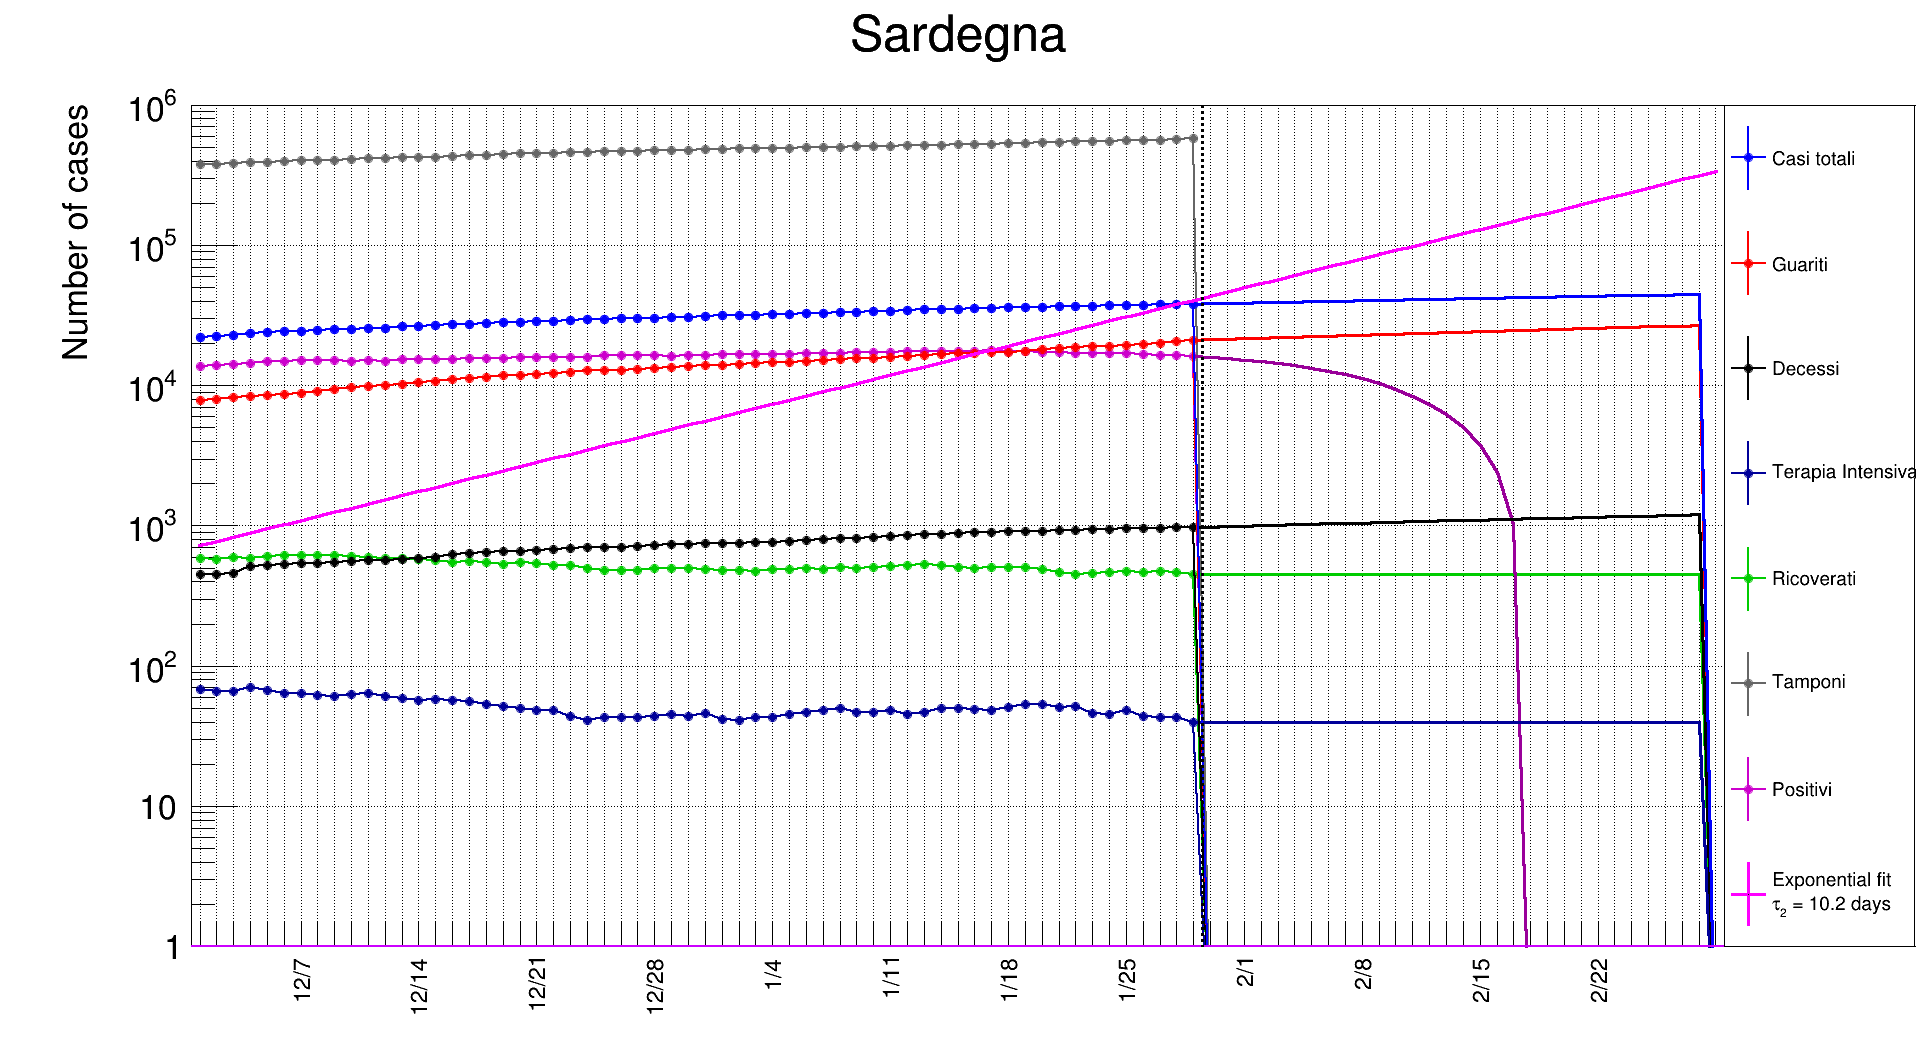 Sardegna
Number of cases
10^6
10^5
10^4
10^3
10^2
10
1
12/7
12/14
12/21
12/28
1/4
1/11
1/18
1/25
2/1
2/8
2/15
2/22
Casi totali
Guariti
Decessi
Terapia Intensiva
Ricoverati
Tamponi
Positivi
Exponential fit
τ₂ = 10.2 days